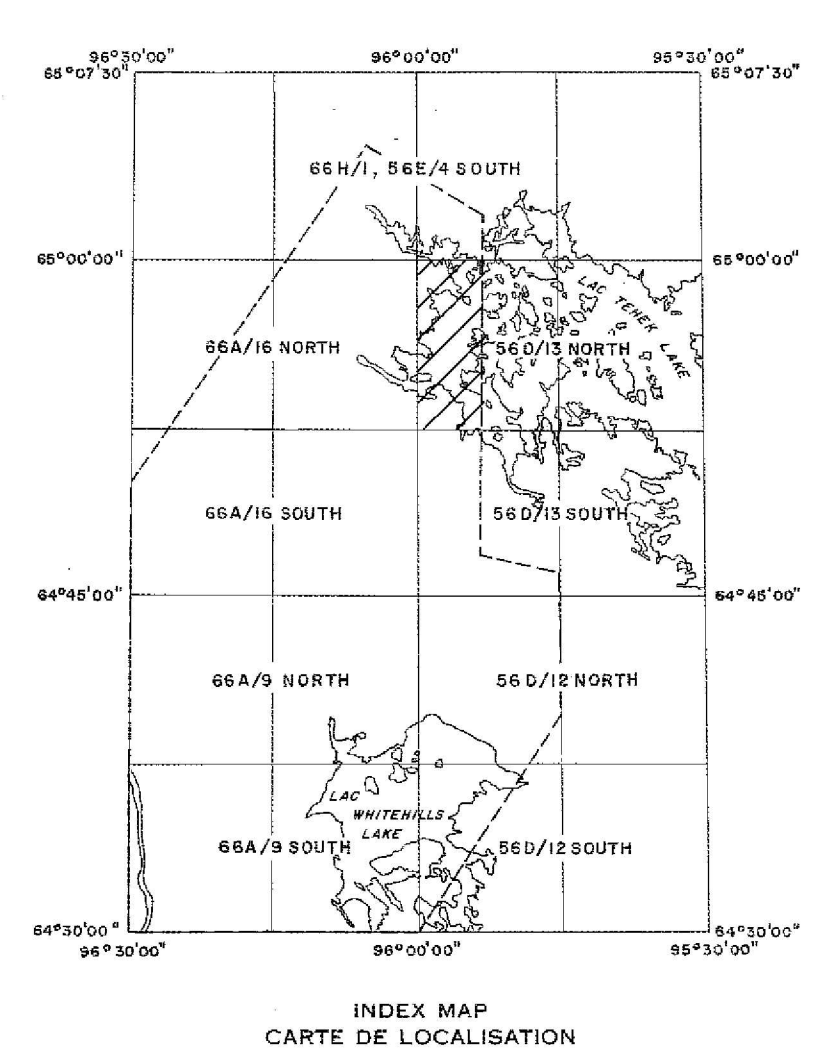 96°30'00" 96°00'00" 95°30'00"
65°07'30" 65°07'30"
66H/1, 56E/4 SOUTH
65°00'00" 65°00'00"
LAC TEHEK LAKE
66A/16 NORTH 56D/13 NORTH
66A/16 SOUTH 56D/13 SOUTH
64°45'00" 64°45'00"
66A/9 NORTH 56D/12 NORTH
LAC
WHITEHILLS
LAKE
66A/9 SOUTH 56D/12 SOUTH
64°30'00" 64°30'00"
96°30'00" 96°00'00" 95°30'00"
INDEX MAP
CARTE DE LOCALISATION